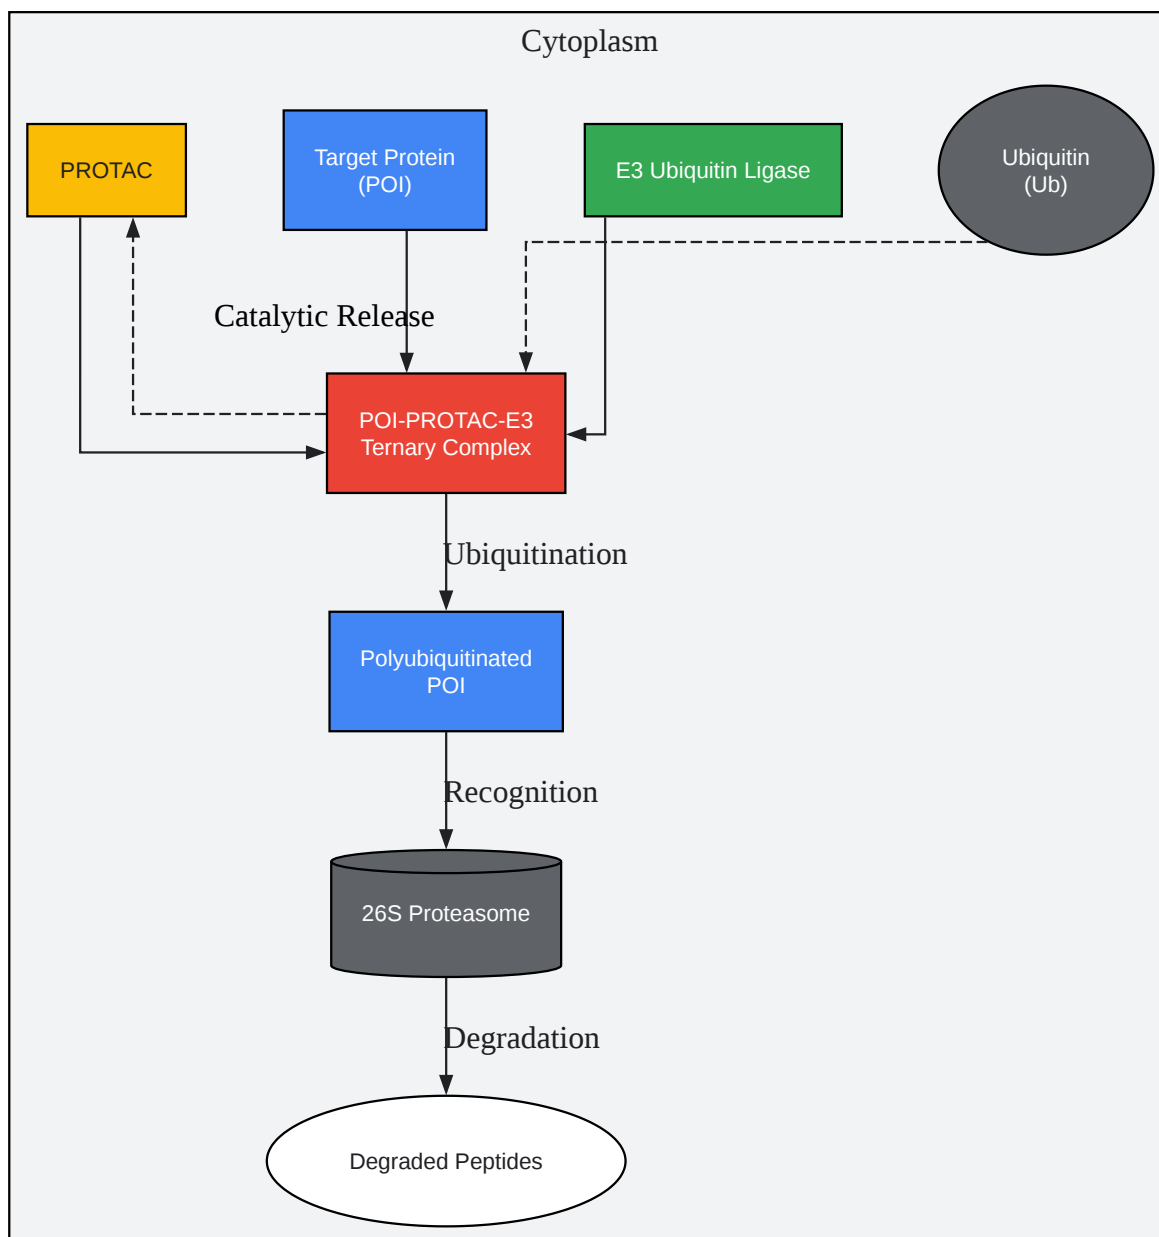 Cytoplasm
PROTAC
Target Protein
(POI)
E3 Ubiquitin Ligase
Ubiquitin
(Ub)
Catalytic Release
POI-PROTAC-E3
Ternary Complex
Ubiquitination
Polyubiquitinated
POI
Recognition
26S Proteasome
Degradation
Degraded Peptides